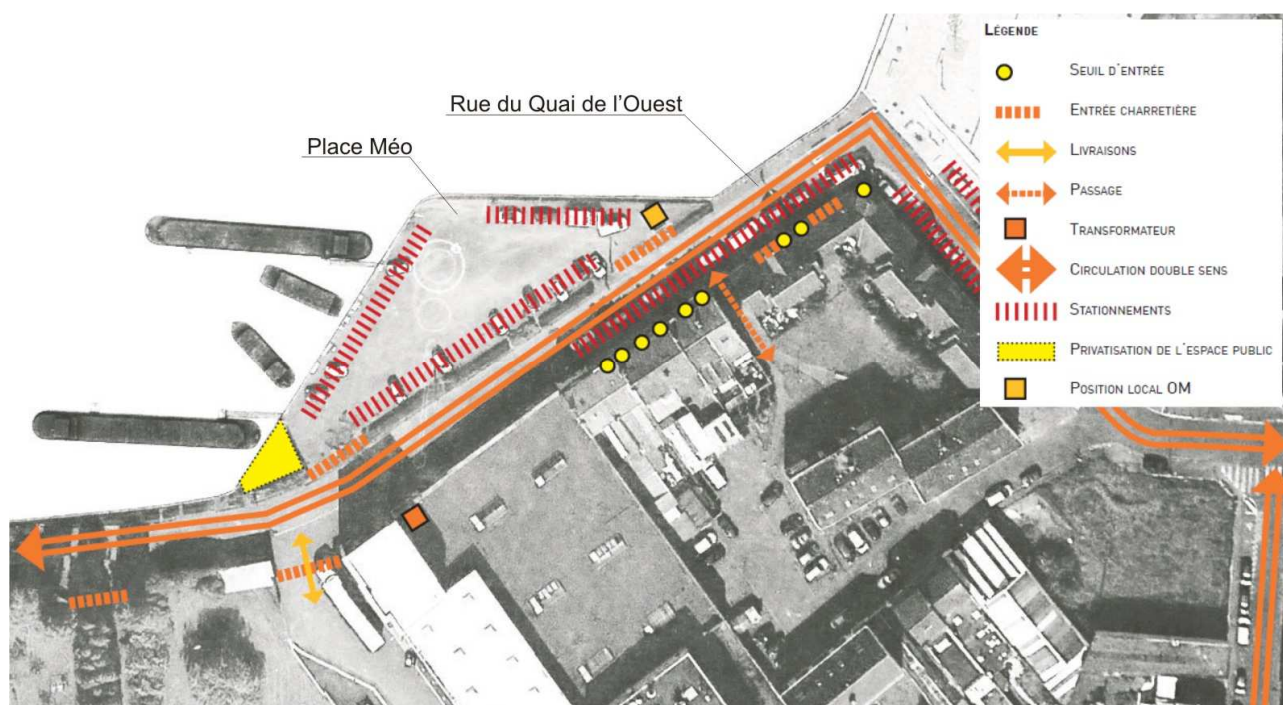 LÉGENDE
SEUIL D'ENTRÉE
Rue du Quai de l'Ouest
ENTRÉE CHARRETIÈRE
Place Méo
LIVRAISONS
PASSAGE
TRANSFORMATEUR
CIRCULATION DOUBLE SENS
STATIONNEMENTS
PRIVATISATION DE L'ESPACE PUBLIC
POSITION LOCAL OM